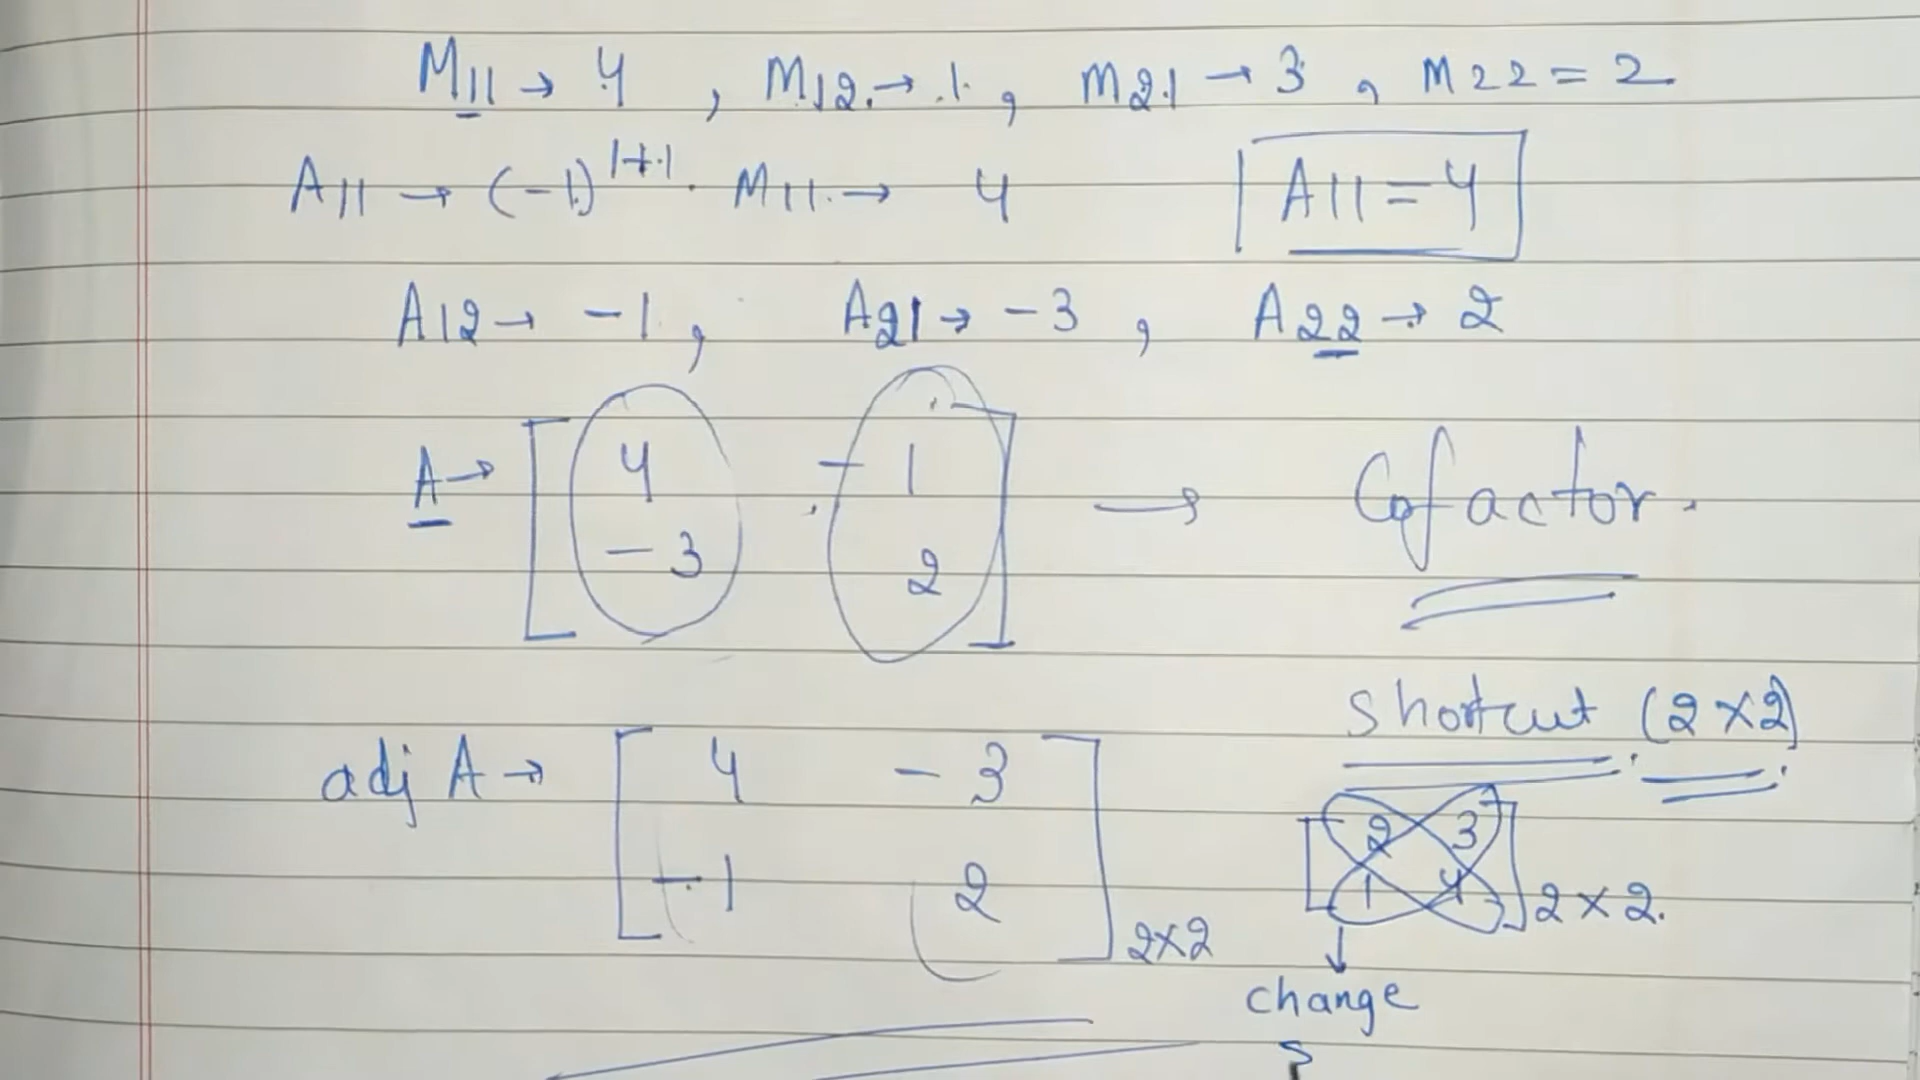 M11 → 4 , M12 → 1 , M21 → 3 , M22 = 2
A11 → (-1)^1+1 . M11 → 4 A11 = 4
A12 → -1 , A21 → -3 , A22 → 2
A → [ 4 -1
-3 2 ] → Cofactor.
Shortcut (2×2)
adj A → [ 4 -3
-1 2 ] 2×2
[ 2 3
1 4 ] 2×2.
↓
change